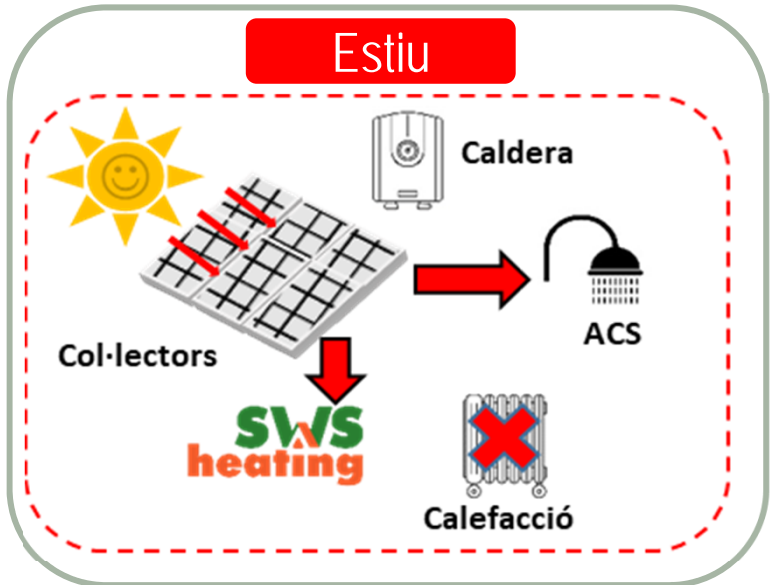 Estiu
Caldera
ACS
Col·lectors
SWS
heating
Calefacció